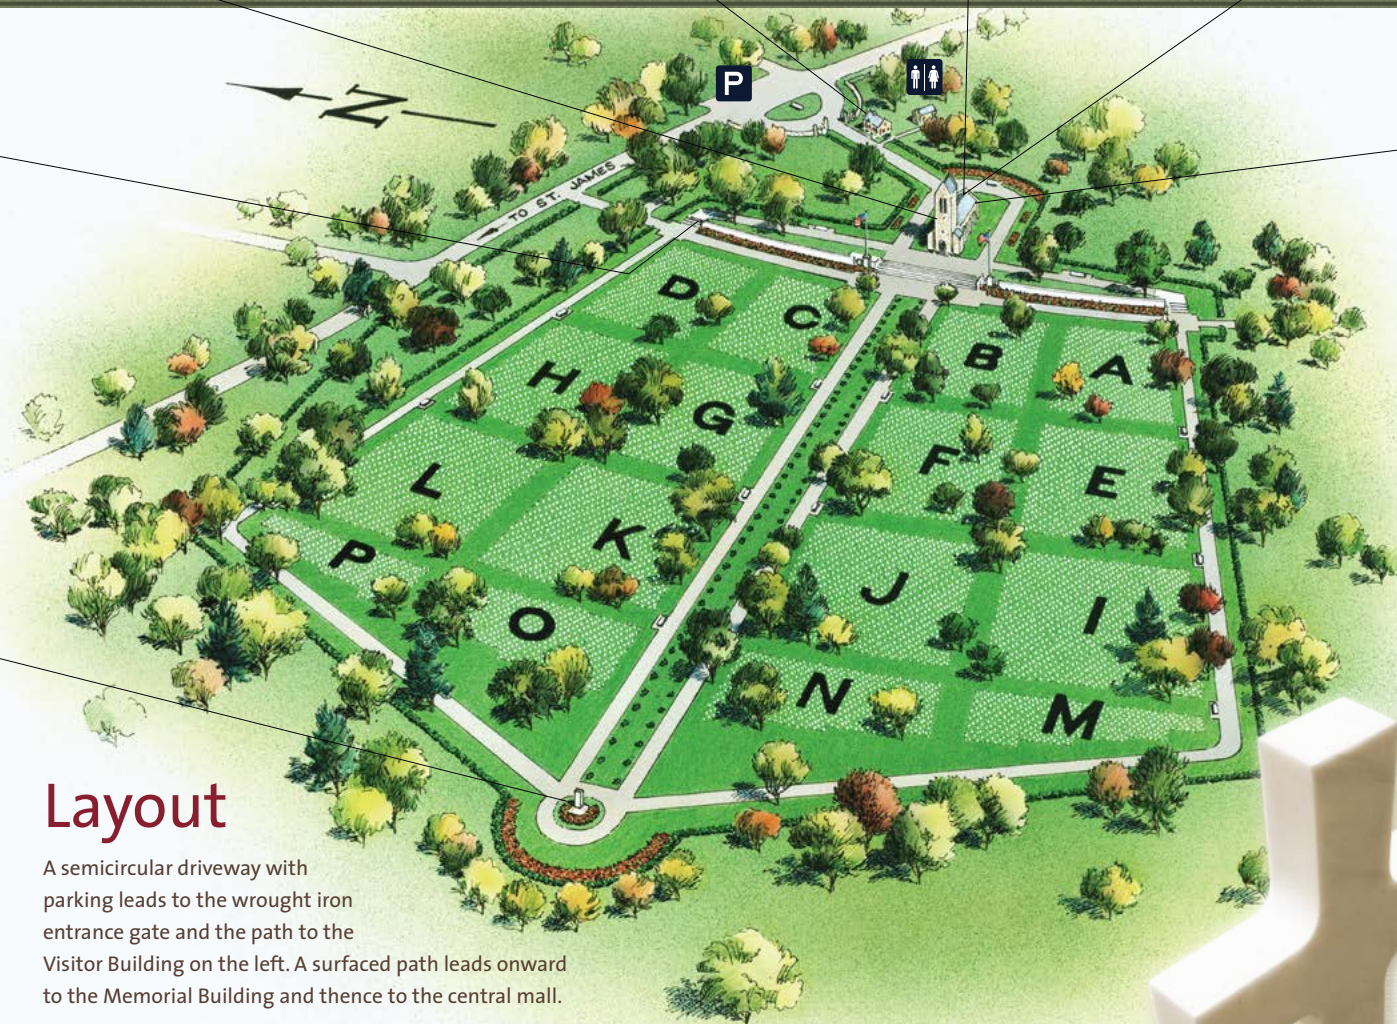 P
N
TO ST. JAMES
D
C
B
A
H
G
F
E
L
K
J
I
P
O
N
M
Layout
A semicircular driveway with
parking leads to the wrought iron
entrance gate and the path to the
Visitor Building on the left. A surfaced path leads onward
to the Memorial Building and thence to the central mall.